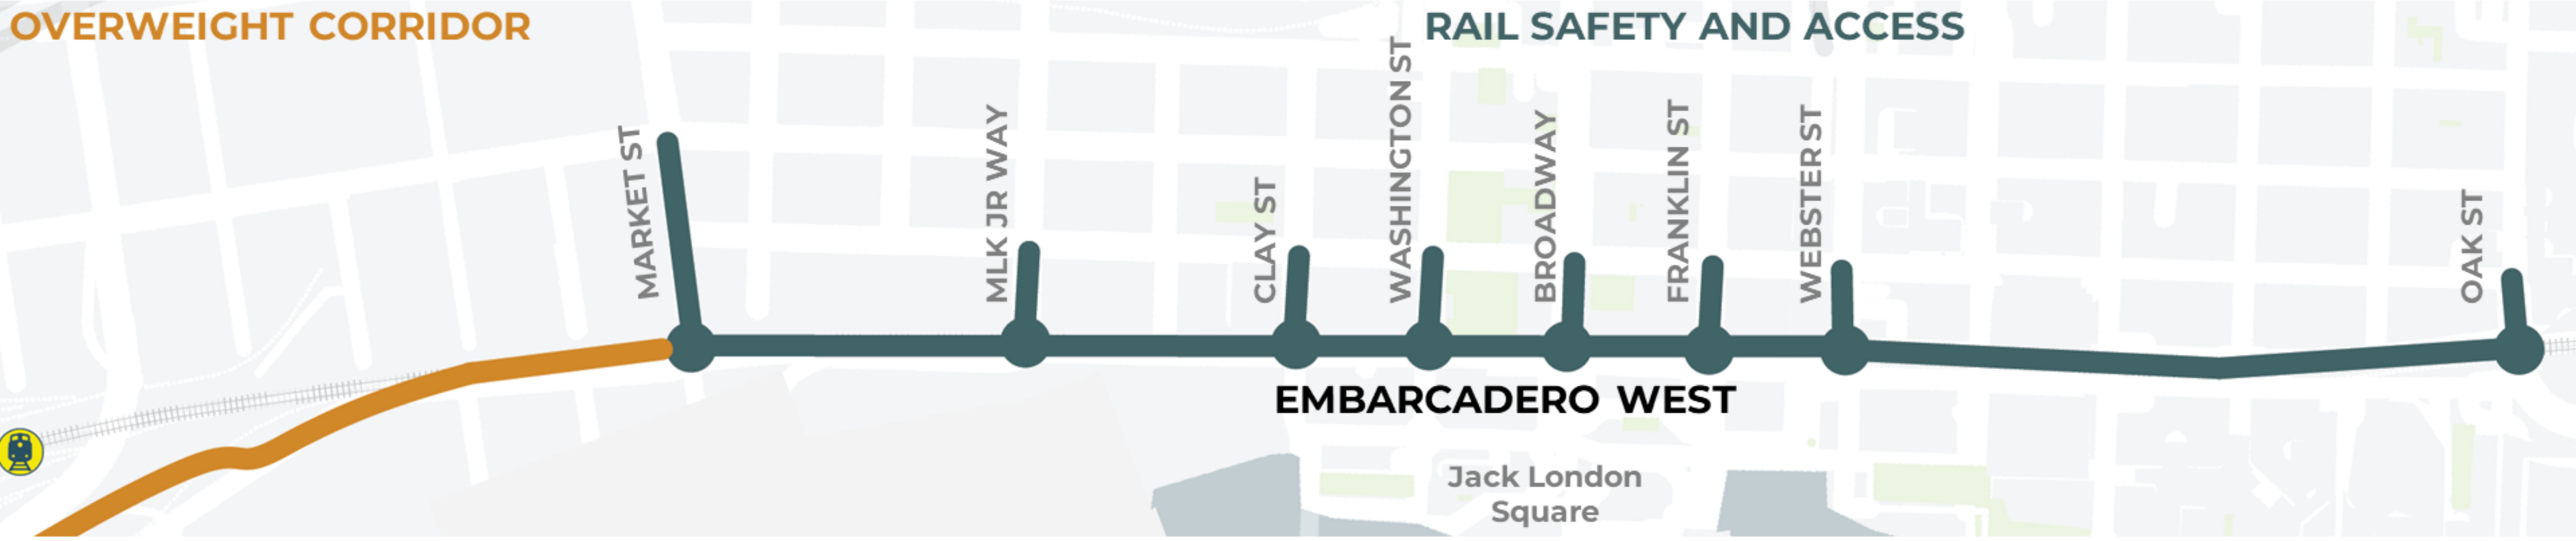 OVERWEIGHT CORRIDOR
RAIL SAFETY AND ACCESS
MARKET ST
MLK JR WAY
CLAY ST
WASHINGTON ST
BROADWAY
FRANKLIN ST
WEBSTER ST
OAK ST
EMBARCADERO WEST
Jack London
Square